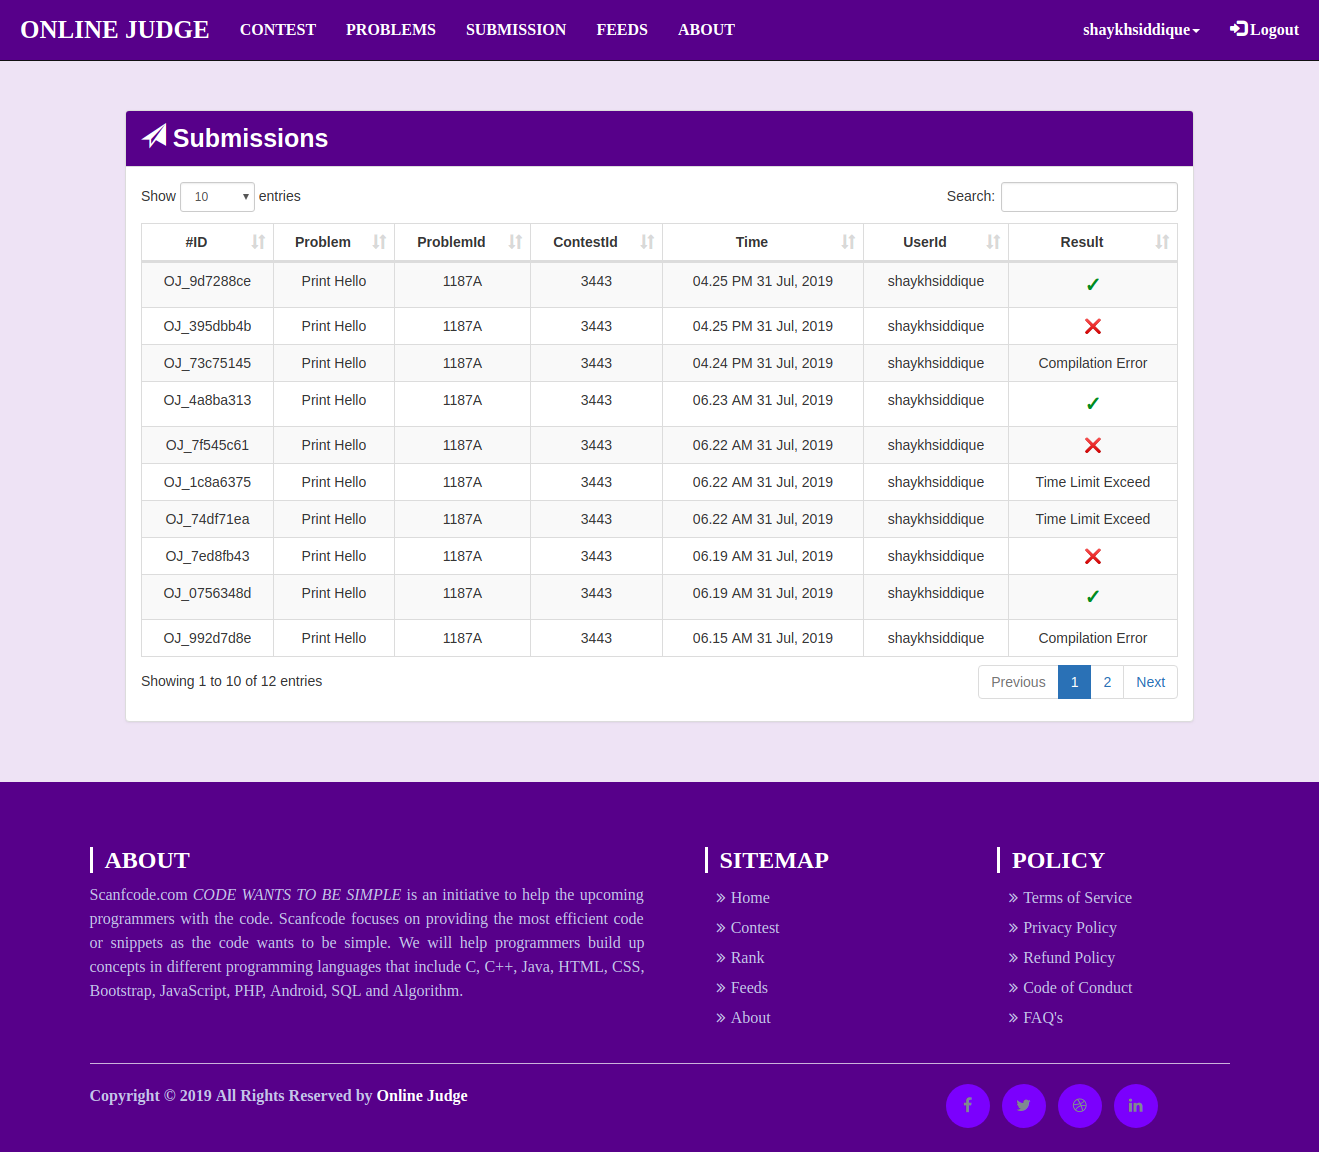 ONLINE JUDGE CONTEST PROBLEMS SUBMISSION FEEDS ABOUT shaykhsiddique Logout
Submissions
Show 10 entries Search:
#ID Problem ProblemId ContestId Time UserId Result
OJ_9d7288ce Print Hello 1187A 3443 04.25 PM 31 Jul, 2019 shaykhsiddique ✓
OJ_395dbb4b Print Hello 1187A 3443 04.25 PM 31 Jul, 2019 shaykhsiddique ❌
OJ_73c75145 Print Hello 1187A 3443 04.24 PM 31 Jul, 2019 shaykhsiddique Compilation Error
OJ_4a8ba313 Print Hello 1187A 3443 06.23 AM 31 Jul, 2019 shaykhsiddique ✓
OJ_7f545c61 Print Hello 1187A 3443 06.22 AM 31 Jul, 2019 shaykhsiddique ❌
OJ_1c8a6375 Print Hello 1187A 3443 06.22 AM 31 Jul, 2019 shaykhsiddique Time Limit Exceed
OJ_74df71ea Print Hello 1187A 3443 06.22 AM 31 Jul, 2019 shaykhsiddique Time Limit Exceed
OJ_7ed8fb43 Print Hello 1187A 3443 06.19 AM 31 Jul, 2019 shaykhsiddique ❌
OJ_0756348d Print Hello 1187A 3443 06.19 AM 31 Jul, 2019 shaykhsiddique ✓
OJ_992d7d8e Print Hello 1187A 3443 06.15 AM 31 Jul, 2019 shaykhsiddique Compilation Error
Showing 1 to 10 of 12 entries Previous 1 2 Next
ABOUT
Scanfcode.com CODE WANTS TO BE SIMPLE is an initiative to help the upcoming
programmers with the code. Scanfcode focuses on providing the most efficient code
or snippets as the code wants to be simple. We will help programmers build up
concepts in different programming languages that include C, C++, Java, HTML, CSS,
Bootstrap, JavaScript, PHP, Android, SQL and Algorithm.
SITEMAP
» Home
» Contest
» Rank
» Feeds
» About
POLICY
» Terms of Service
» Privacy Policy
» Refund Policy
» Code of Conduct
» FAQ's
Copyright © 2019 All Rights Reserved by Online Judge